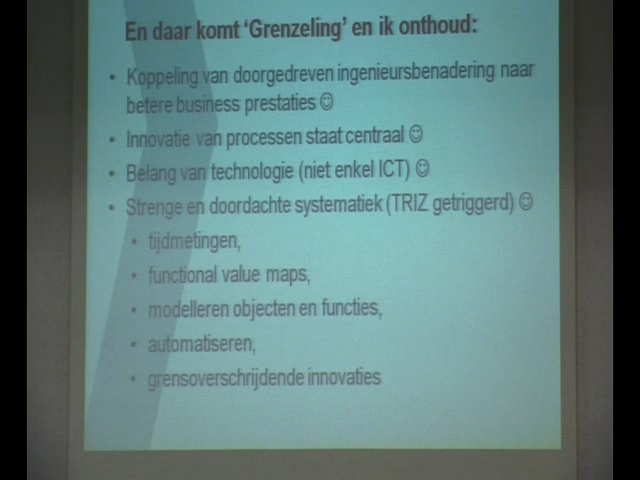 En daar komt ‘Grenzeling’ en ik onthoud:
• Koppeling van doorgedreven ingenieursbenadering naar
betere business prestaties ☺
• Innovatie van processen staat centraal ☺
• Belang van technologie (niet enkel ICT) ☺
• Strenge en doordachte systematiek (TRIZ getriggerd) ☺
• tijdmetingen,
• functional value maps,
• modelleren objecten en functies,
• automatiseren,
• grensoverschrijdende innovaties